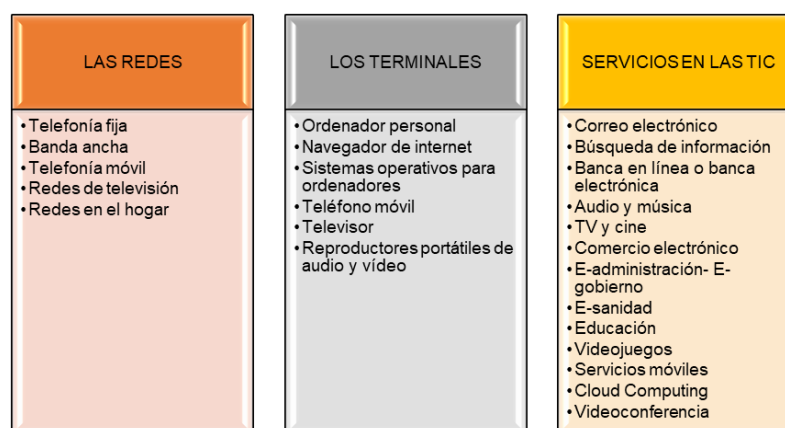 LAS REDES
• Telefonía fija
• Banda ancha
• Telefonía móvil
• Redes de televisión
• Redes en el hogar
LOS TERMINALES
• Ordenador personal
• Navegador de internet
• Sistemas operativos para
ordenadores
• Teléfono móvil
• Televisor
• Reproductores portátiles de
audio y vídeo
SERVICIOS EN LAS TIC
• Correo electrónico
• Búsqueda de información
• Banca en línea o banca
electrónica
• Audio y música
• TV y cine
• Comercio electrónico
• E-administración- E-
gobierno
• E-sanidad
• Educación
• Videojuegos
• Servicios móviles
• Cloud Computing
• Videoconferencia